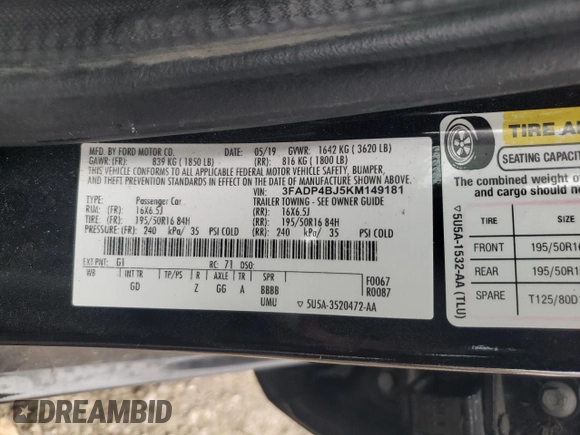 MFD. BY FORD MOTOR CO. DATE: 05/19 GVWR: 1642 KG ( 3620 LB)
GAWR: (FR): 839 KG ( 1850 LB) (RR): 816 KG ( 1800 LB)
THIS VEHICLE CONFORMS TO ALL APPLICABLE FEDERAL MOTOR VEHICLE SAFETY, BUMPER,
AND THEFT PREVENTION STANDARDS IN EFFECT ON THE DATE OF MANUFACTURE SHOWN ABOVE.
VIN: 3FADP4BJ5KM149181
TYPE: Passenger Car TRAILER TOWING - SEE OWNER GUIDE
RIM: (FR) 16X6.5J (RR): 16X6.5J
TIRE: (FR) 195/50R16 84H (RR): 195/50R16 84H
PRESSURE: (FR) 240 kPa/ 35 PSI COLD (RR): 240 kPa/ 35 PSI COLD
EXT PNT: G1 RC: 71 DSO:
WB INT TR TP/PS R AXLE TR SPR
GD Z GG A BBBB
UMU
F0067
R0087
▽ 5U5A-3520472-AA
▽ 5U5A-1532-AA (TLU)
TIRE AN
SEATING CAPACITY
The combined weight of
and cargo should ne
TIRE SIZE
FRONT 195/50R16
REAR 195/50R1
SPARE T125/80D1
DREAMBID